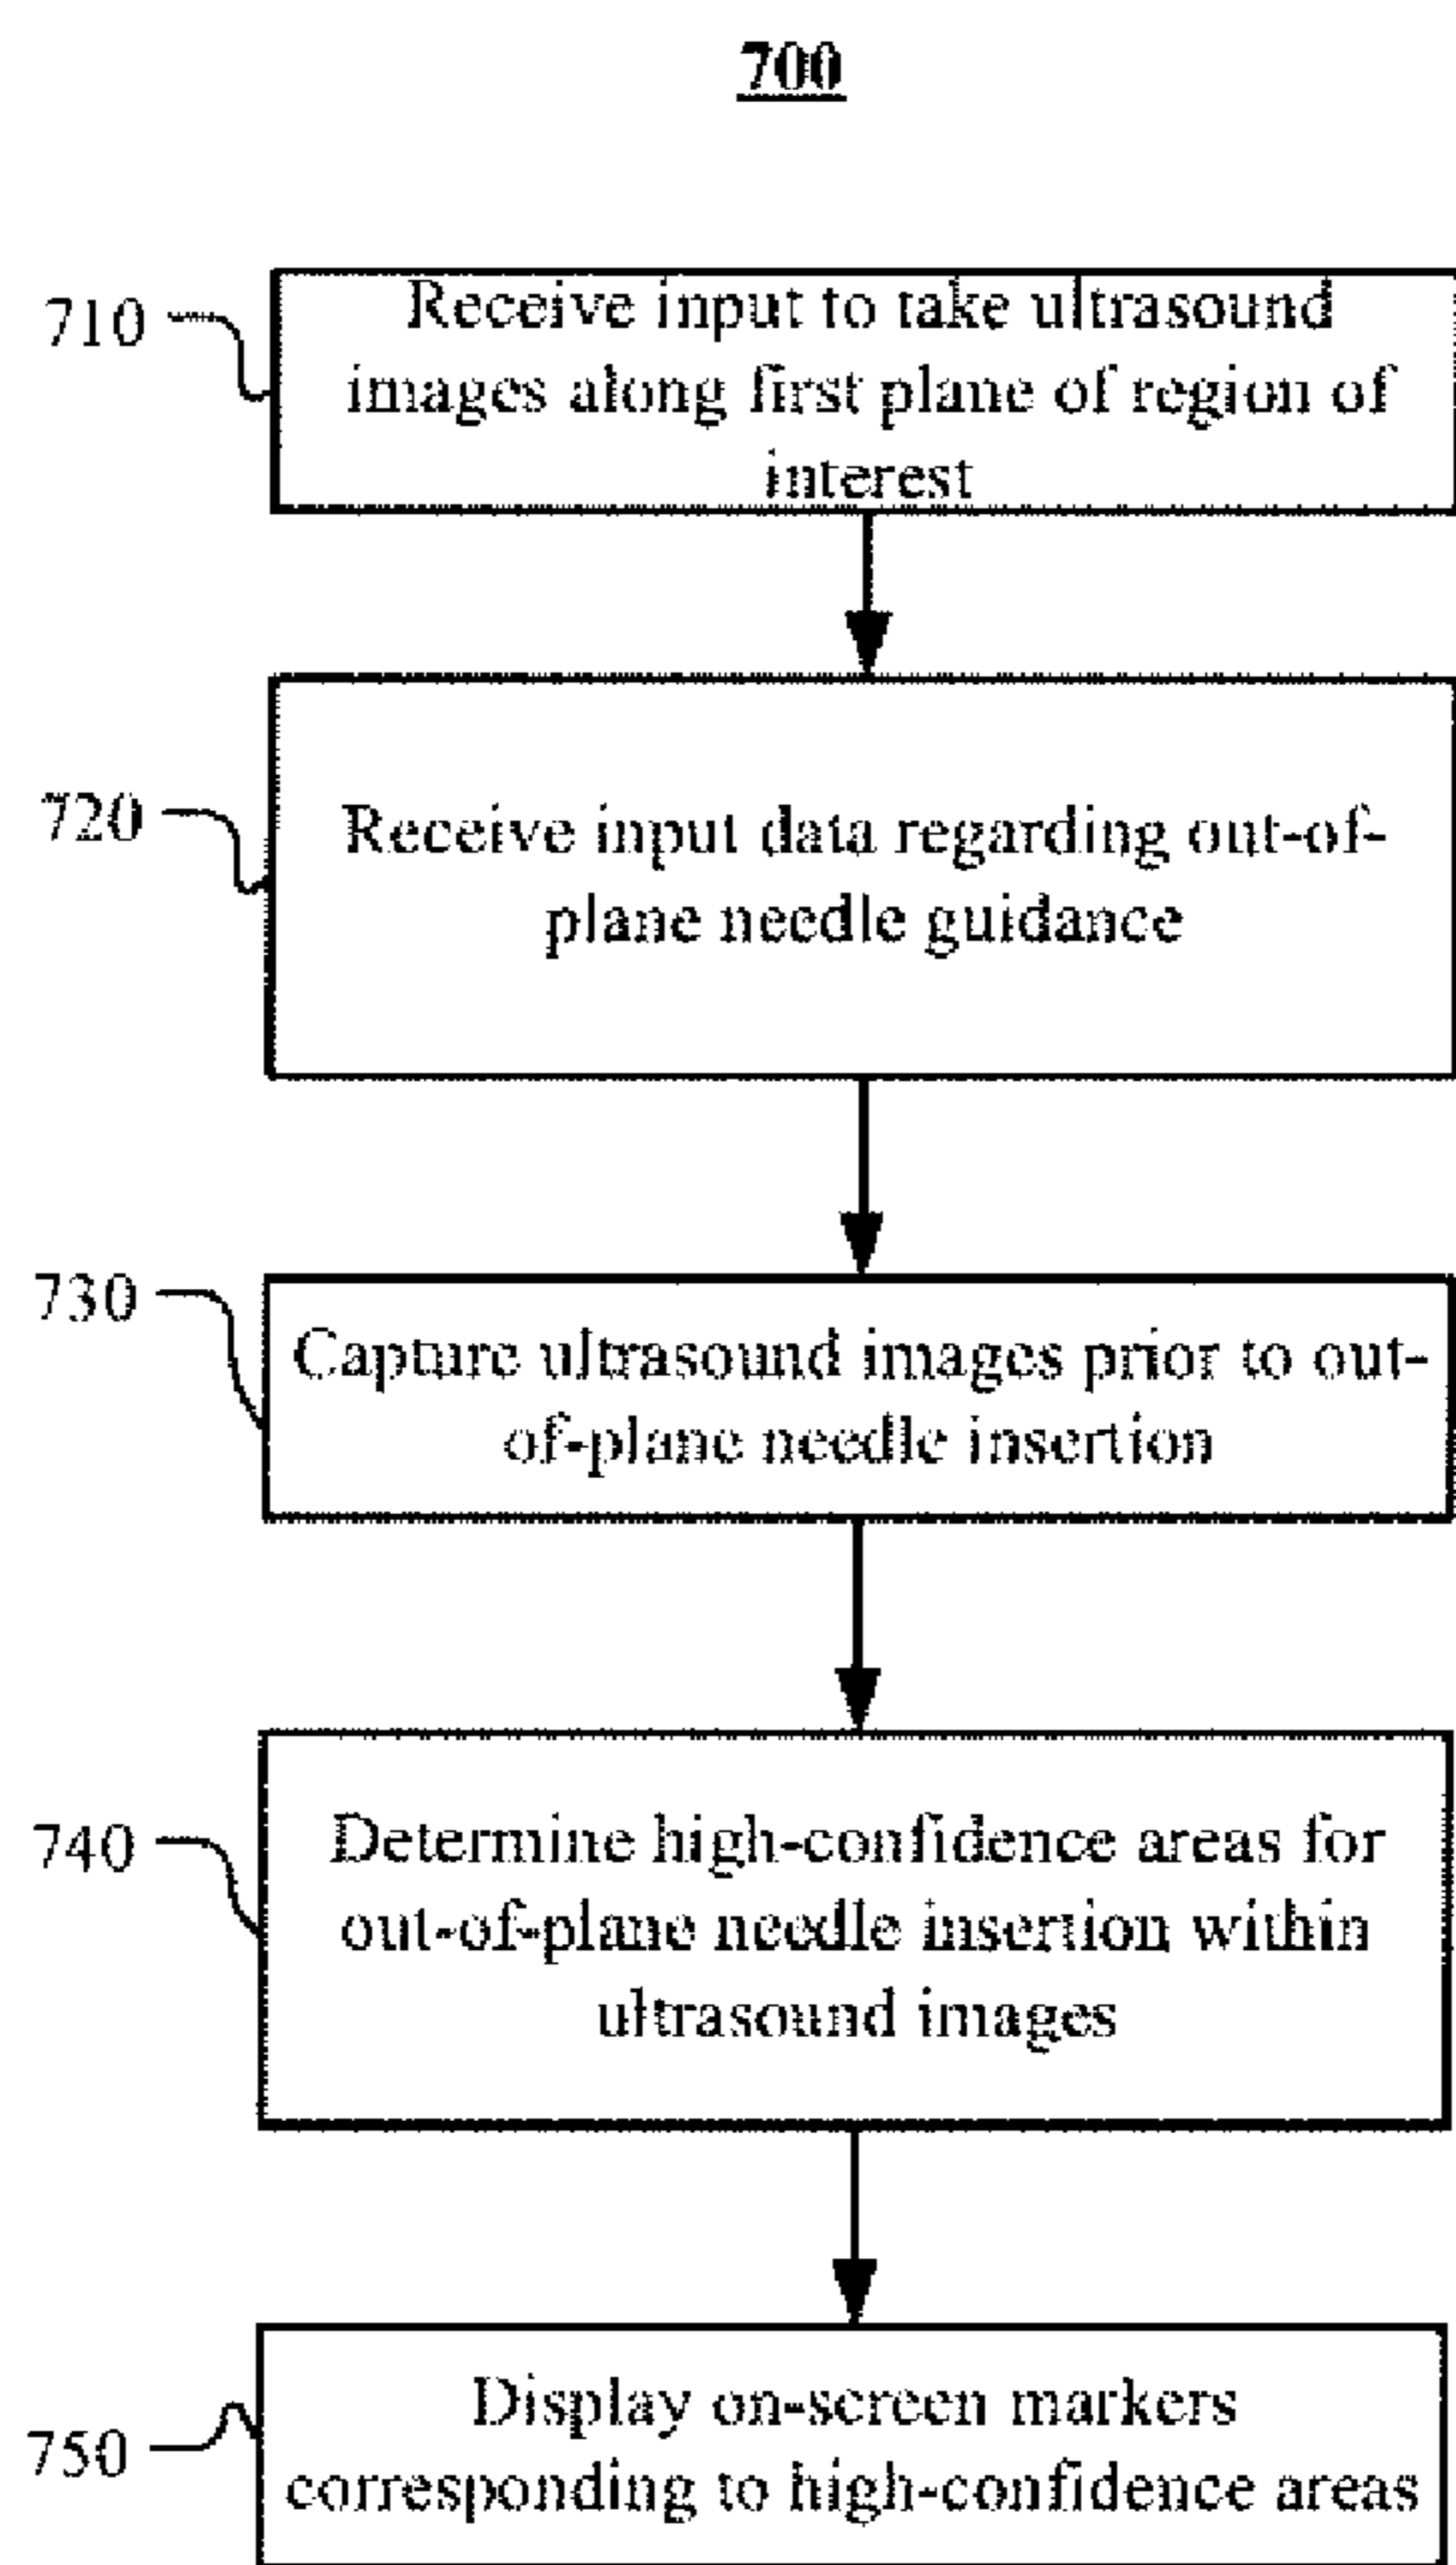 700
710
Receive input to take ultrasound
images along first plane of region of
interest
720
Receive input data regarding out-of-
plane needle guidance
730
Capture ultrasound images prior to out-
of-plane needle insertion
740
Determine high-confidence areas for
out-of-plane needle insertion within
ultrasound images
750
Display on-screen markers
corresponding to high-confidence areas